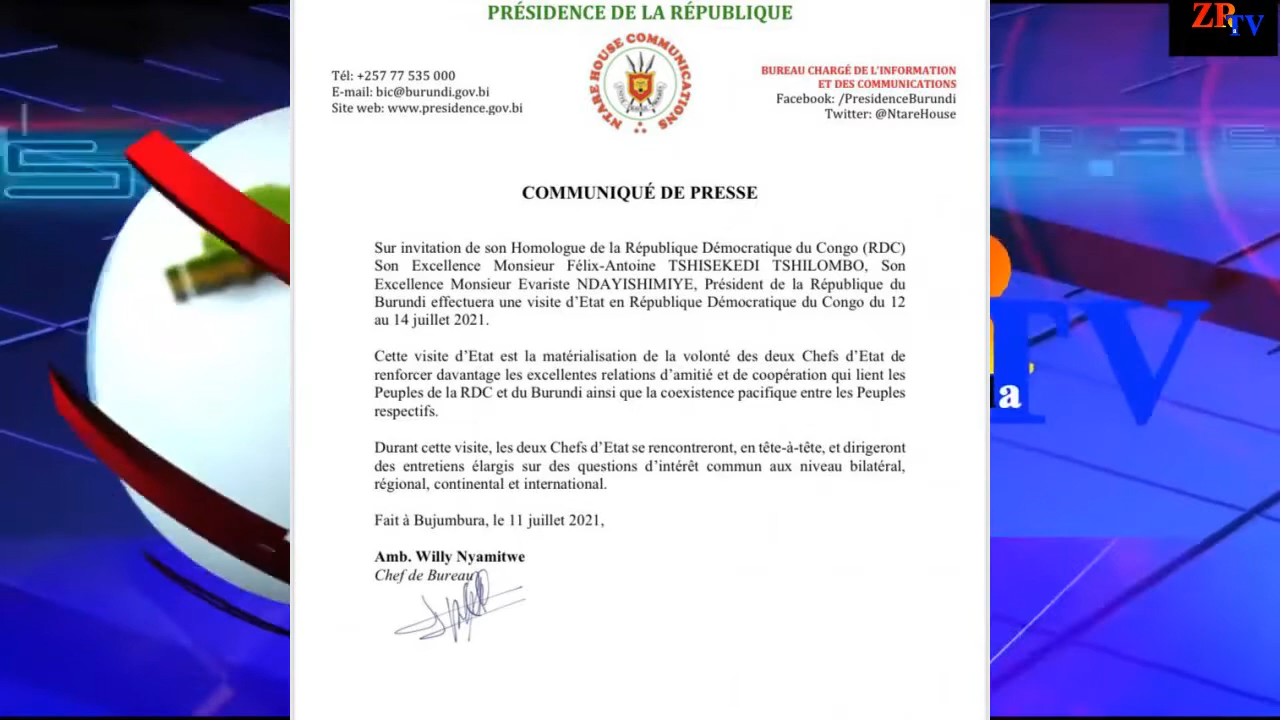 PRÉSIDENCE DE LA RÉPUBLIQUE
Tél: +257 77 535 000
E-mail: bic@burundi.gov.bi
Site web: www.presidence.gov.bi
NTARE HOUSE COMMUNICATIONS
BUREAU CHARGÉ DE L'INFORMATION
ET DES COMMUNICATIONS
Facebook: /PresidenceBurundi
Twitter: @NtareHouse
COMMUNIQUÉ DE PRESSE
Sur invitation de son Homologue de la République Démocratique du Congo (RDC)
Son Excellence Monsieur Félix-Antoine TSHISEKEDI TSHILOMBO, Son
Excellence Monsieur Evariste NDAYISHIMIYE, Président de la République du
Burundi effectuera une visite d'Etat en République Démocratique du Congo du 12
au 14 juillet 2021.
Cette visite d'Etat est la matérialisation de la volonté des deux Chefs d'Etat de
renforcer davantage les excellentes relations d'amitié et de coopération qui lient les
Peuples de la RDC et du Burundi ainsi que la coexistence pacifique entre les Peuples
respectifs.
Durant cette visite, les deux Chefs d'Etat se rencontreront, en tête-à-tête, et dirigeront
des entretiens élargis sur des questions d'intérêt commun aux niveau bilatéral,
régional, continental et international.
Fait à Bujumbura, le 11 juillet 2021,
Amb. Willy Nyamitwe
Chef de Bureau
TV